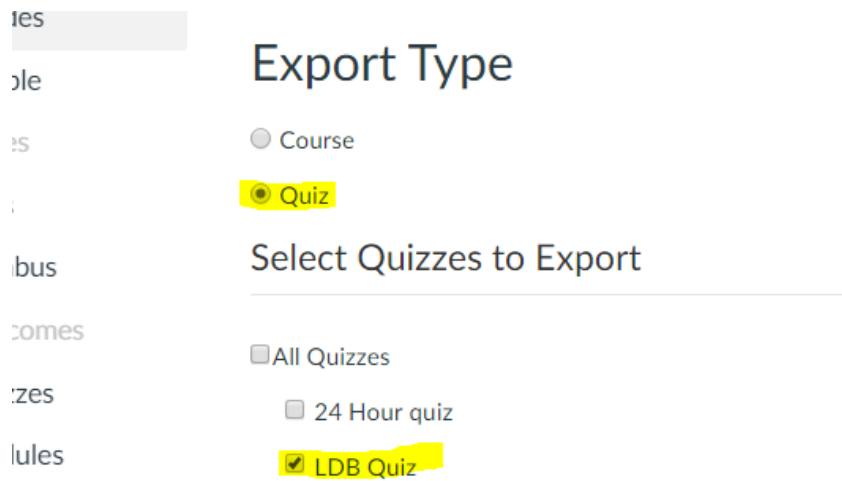 Export Type
Course
Quiz
Select Quizzes to Export
All Quizzes
24 Hour quiz
LDB Quiz